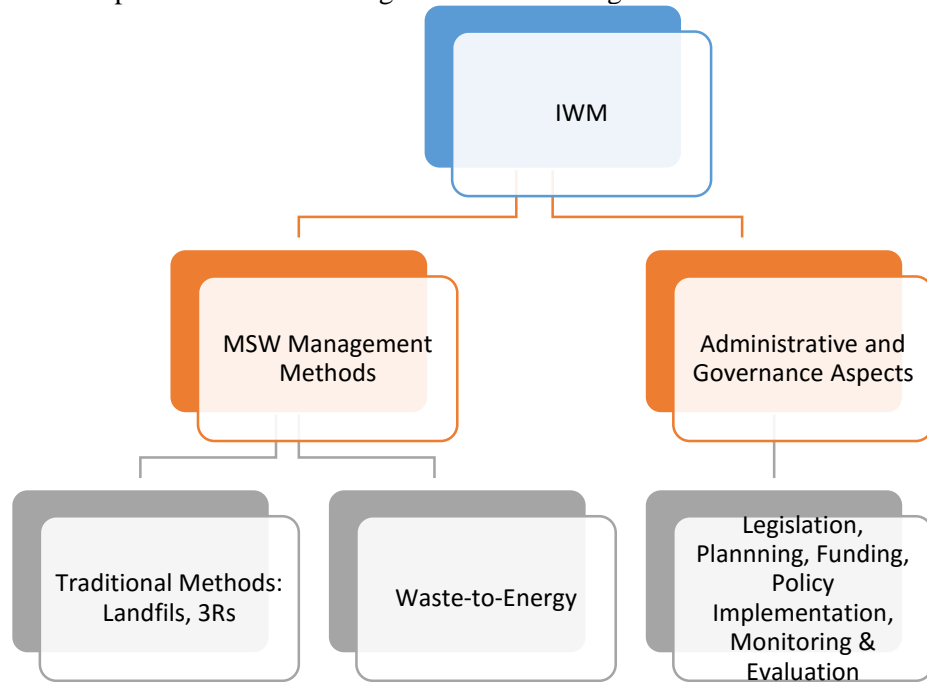 IWM
MSW Management
Methods
Administrative and
Governance Aspects
Traditional Methods:
Landfils, 3Rs
Waste-to-Energy
Legislation,
Plannning, Funding,
Policy
Implementation,
Monitoring &
Evaluation